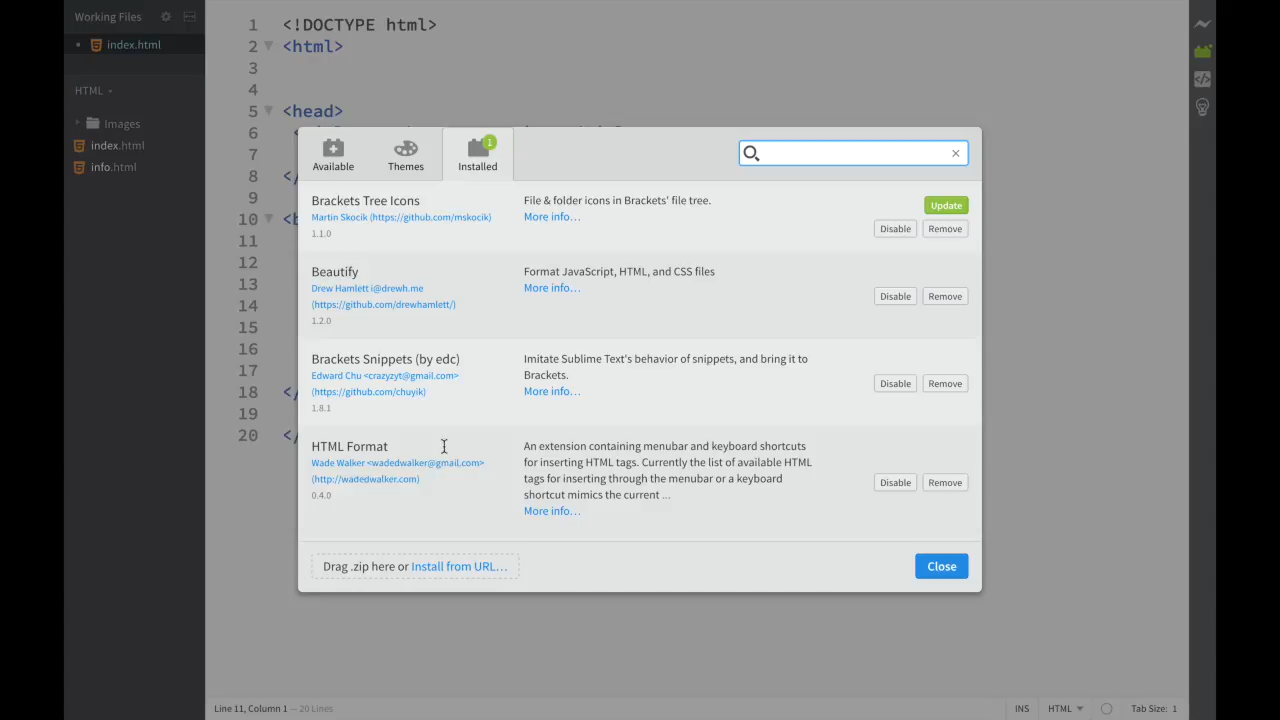 Working Files
index.html
HTML
Images
index.html
info.html
1 <!DOCTYPE html>
2 <html>
3
4
5 <head>
6
7
8 </
9
10 <b
11
12
13
14
15
16
17
18 </
19
20 </
Available
Themes
1
Installed
Brackets Tree Icons
Martin Skocik (https://github.com/mskocik)
1.1.0
File & folder icons in Brackets' file tree.
More info…
Update
Disable
Remove
Beautify
Drew Hamlett i@drewh.me
(https://github.com/drewhamlett/)
1.2.0
Format JavaScript, HTML, and CSS files
More info…
Disable
Remove
Brackets Snippets (by edc)
Edward Chu <crazyzyt@gmail.com>
(https://github.com/chuyik)
1.8.1
Imitate Sublime Text's behavior of snippets, and bring it to
Brackets.
More info…
Disable
Remove
HTML Format
Wade Walker <wadedwalker@gmail.com>
(http://wadedwalker.com)
0.4.0
An extension containing menubar and keyboard shortcuts
for inserting HTML tags. Currently the list of available HTML
tags for inserting through the menubar or a keyboard
shortcut mimics the current ...
More info…
Disable
Remove
Drag .zip here or Install from URL…
Close
Line 11, Column 1 — 20 Lines
INS
HTML
Tab Size: 1